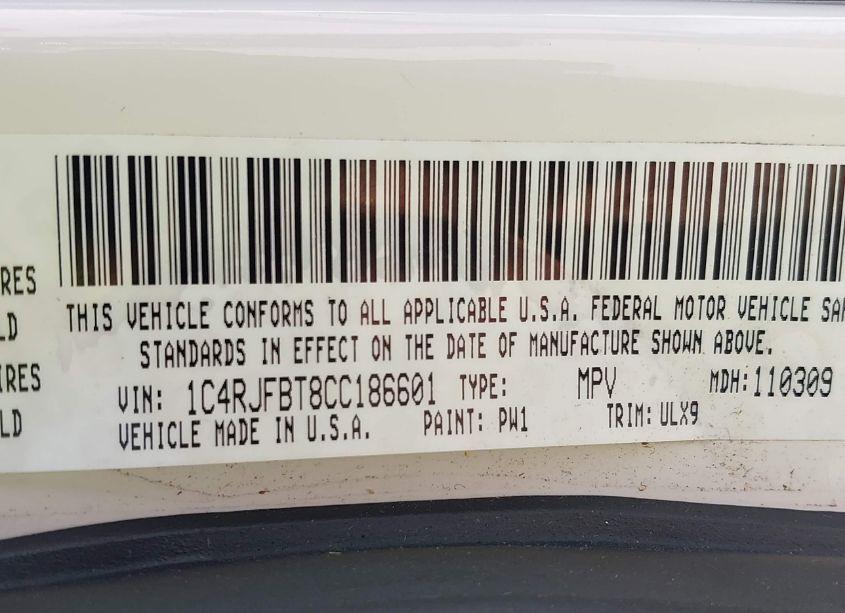 RES
LD
IRES
LD
THIS VEHICLE CONFORMS TO ALL APPLICABLE U.S.A. FEDERAL MOTOR VEHICLE SAF
STANDARDS IN EFFECT ON THE DATE OF MANUFACTURE SHOWN ABOVE.
VIN: 1C4RJFBT8CC186601 TYPE: MPV MDH:110309
VEHICLE MADE IN U.S.A. PAINT: PW1 TRIM: ULX9